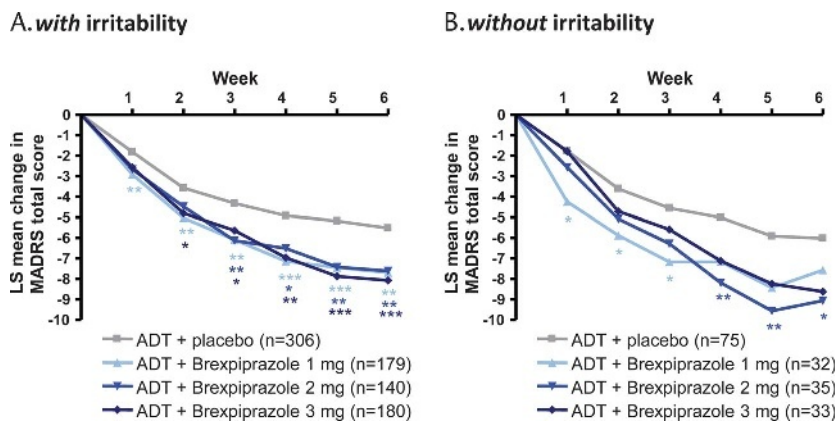 A. with irritability
Week
1 2 3 4 5 6
0
-1
-2
-3
-4
-5
-6
-7
-8
-9
-10
LS mean change in
MADRS total score
** ** ** *** *** **
* ** * ** **
* ** *** ***
ADT + placebo (n=306)
ADT + Brexpiprazole 1 mg (n=179)
ADT + Brexpiprazole 2 mg (n=140)
ADT + Brexpiprazole 3 mg (n=180)
B. without irritability
Week
1 2 3 4 5 6
0
-1
-2
-3
-4
-5
-6
-7
-8
-9
-10
LS mean change in
MADRS total score
* * * ** ** *
ADT + placebo (n=75)
ADT + Brexpiprazole 1 mg (n=32)
ADT + Brexpiprazole 2 mg (n=35)
ADT + Brexpiprazole 3 mg (n=33)